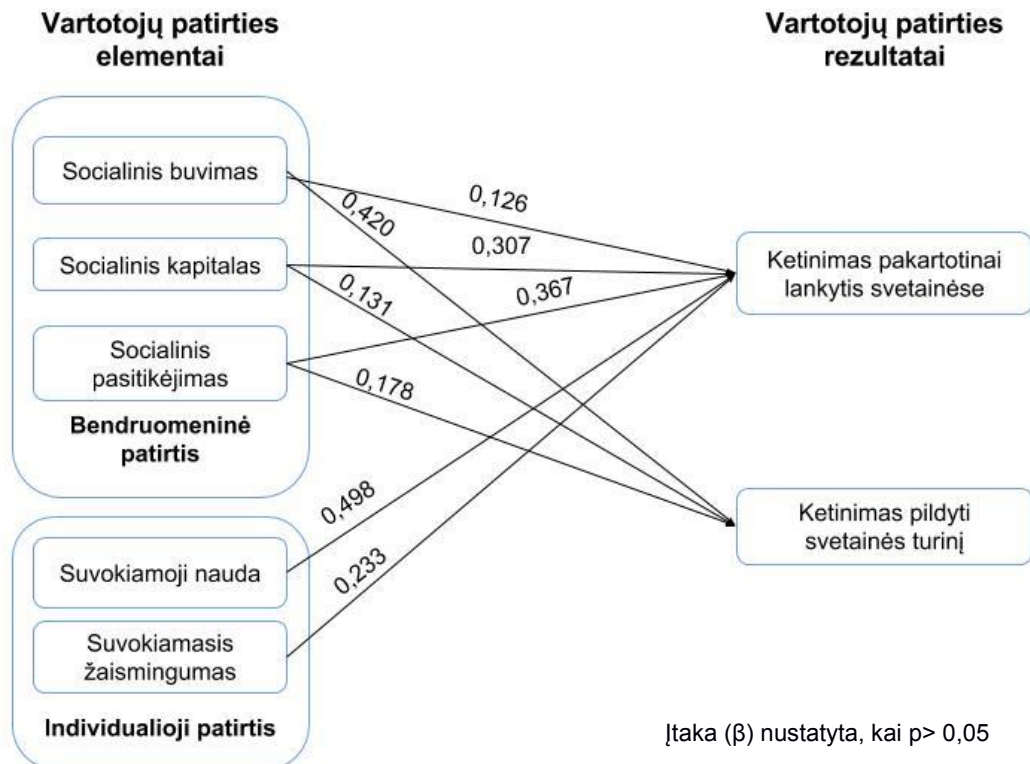 Vartotojų patirties
elementai
Vartotojų patirties
rezultatai
Socialinis buvimas
Socialinis kapitalas
Socialinis
pasitikėjimas
Bendruomeninė
patirtis
Suvokiamoji nauda
Suvokiamasis
žaismingumas
Individualioji patirtis
0,126
0,420
0,307
0,131
0,367
0,178
0,498
0,233
Ketinimas pakartotinai
lankytis svetainėse
Ketinimas pildyti
svetainės turinį
Įtaka (β) nustatyta, kai p> 0,05